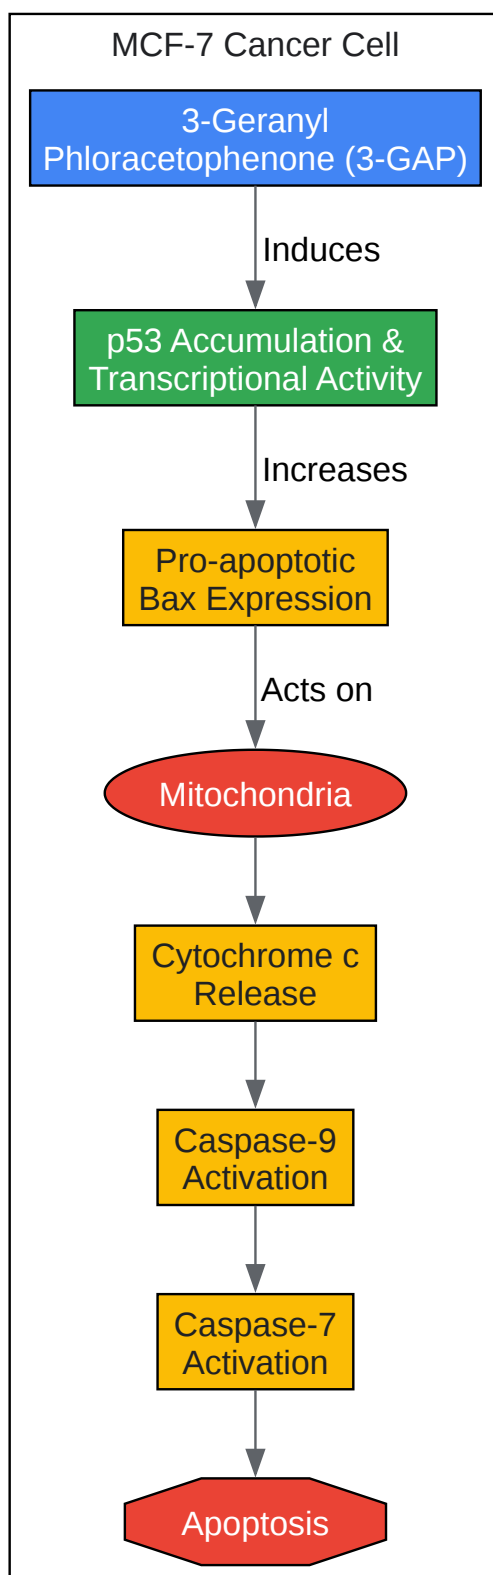 MCF-7 Cancer Cell
3-Geranyl
Phloracetophenone (3-GAP)
Induces
p53 Accumulation &
Transcriptional Activity
Increases
Pro-apoptotic
Bax Expression
Acts on
Mitochondria
Cytochrome c
Release
Caspase-9
Activation
Caspase-7
Activation
Apoptosis